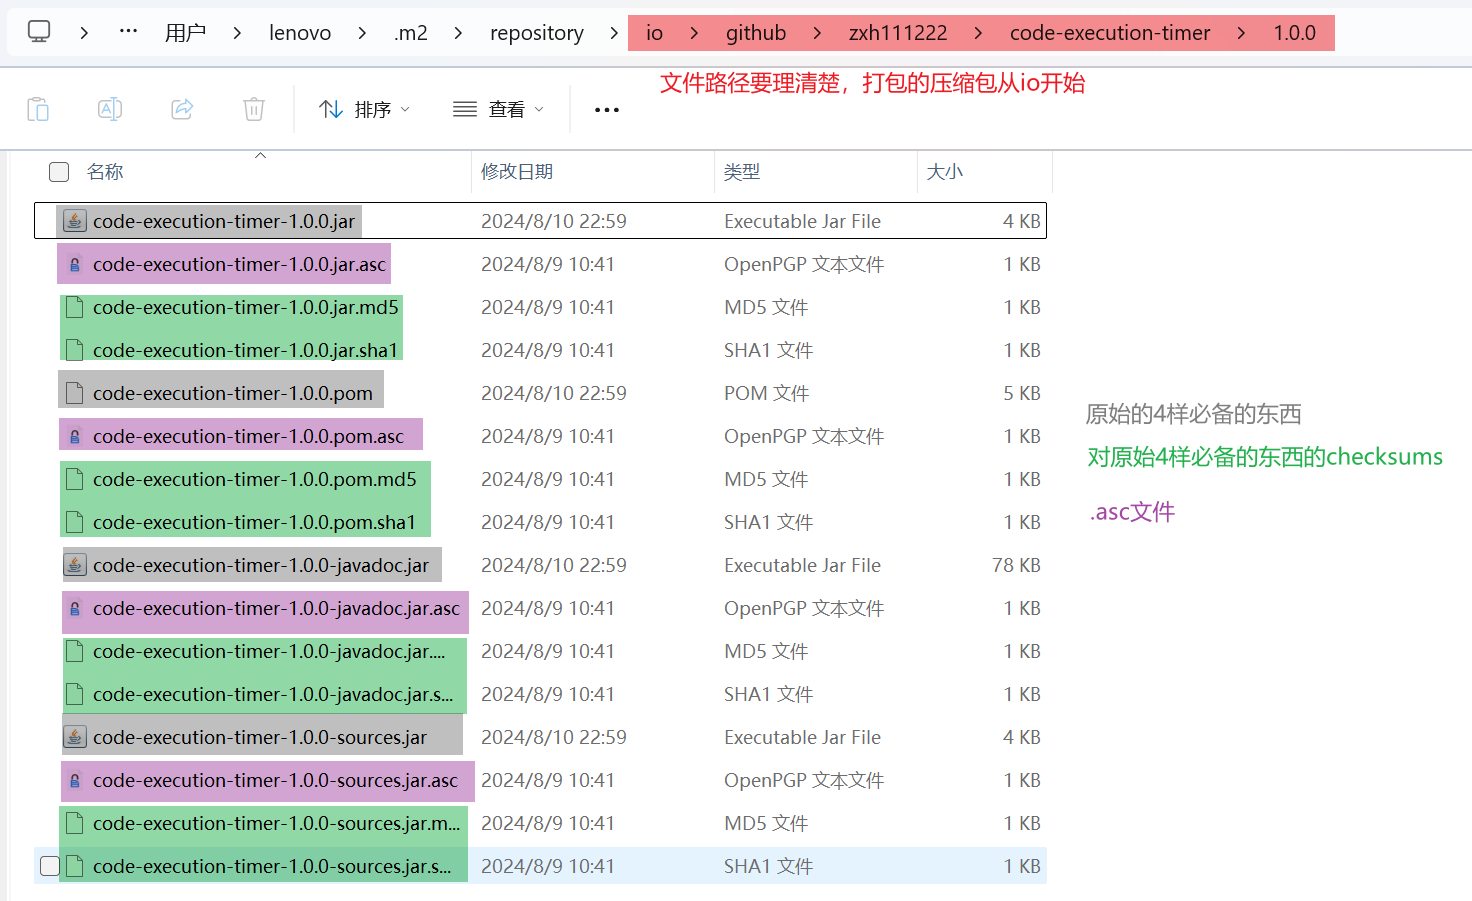 … 用户 > lenovo > .m2 > repository > io > github > zxh111222 > code-execution-timer > 1.0.0
文件路径要理清楚，打包的压缩包从io开始
排序 查看 •••
名称 修改日期 类型 大小
code-execution-timer-1.0.0.jar 2024/8/10 22:59 Executable Jar File 4 KB
code-execution-timer-1.0.0.jar.asc 2024/8/9 10:41 OpenPGP 文本文件 1 KB
code-execution-timer-1.0.0.jar.md5 2024/8/9 10:41 MD5 文件 1 KB
code-execution-timer-1.0.0.jar.sha1 2024/8/9 10:41 SHA1 文件 1 KB
code-execution-timer-1.0.0.pom 2024/8/10 22:59 POM 文件 5 KB
原始的4样必备的东西
code-execution-timer-1.0.0.pom.asc 2024/8/9 10:41 OpenPGP 文本文件 1 KB
对原始4样必备的东西的checksums
code-execution-timer-1.0.0.pom.md5 2024/8/9 10:41 MD5 文件 1 KB
.asc文件
code-execution-timer-1.0.0.pom.sha1 2024/8/9 10:41 SHA1 文件 1 KB
code-execution-timer-1.0.0-javadoc.jar 2024/8/10 22:59 Executable Jar File 78 KB
code-execution-timer-1.0.0-javadoc.jar.asc 2024/8/9 10:41 OpenPGP 文本文件 1 KB
code-execution-timer-1.0.0-javadoc.jar.... 2024/8/9 10:41 MD5 文件 1 KB
code-execution-timer-1.0.0-javadoc.jar.s... 2024/8/9 10:41 SHA1 文件 1 KB
code-execution-timer-1.0.0-sources.jar 2024/8/10 22:59 Executable Jar File 4 KB
code-execution-timer-1.0.0-sources.jar.asc 2024/8/9 10:41 OpenPGP 文本文件 1 KB
code-execution-timer-1.0.0-sources.jar.m... 2024/8/9 10:41 MD5 文件 1 KB
code-execution-timer-1.0.0-sources.jar.s... 2024/8/9 10:41 SHA1 文件 1 KB